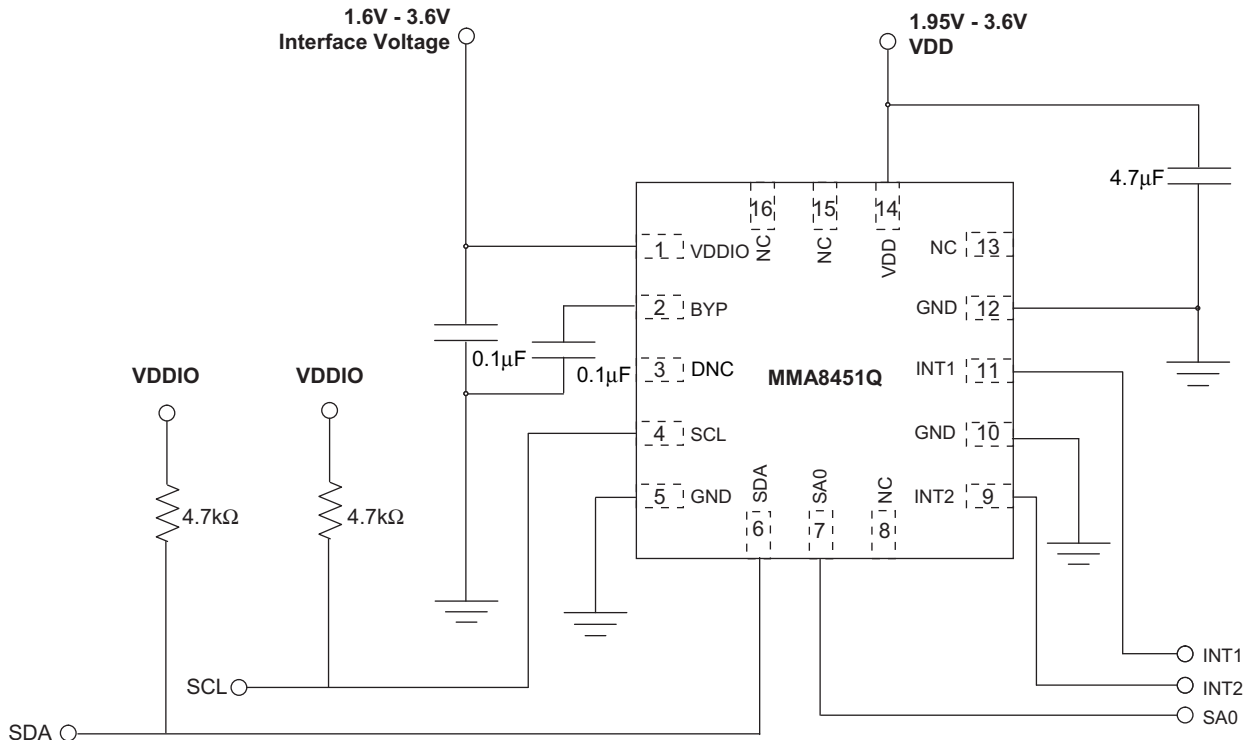 1.6V - 3.6V
Interface Voltage
1.95V - 3.6V
VDD
4.7μF
16
15
14
NC
NC
VDD
1
VDDIO
NC
13
2
BYP
GND
12
0.1μF
0.1μF
3
DNC
MMA8451Q
INT1
11
VDDIO
VDDIO
4
SCL
GND
10
5
GND
SDA
SA0
NC
INT2
9
6
7
8
4.7kΩ
4.7kΩ
INT1
INT2
SA0
SCL
SDA